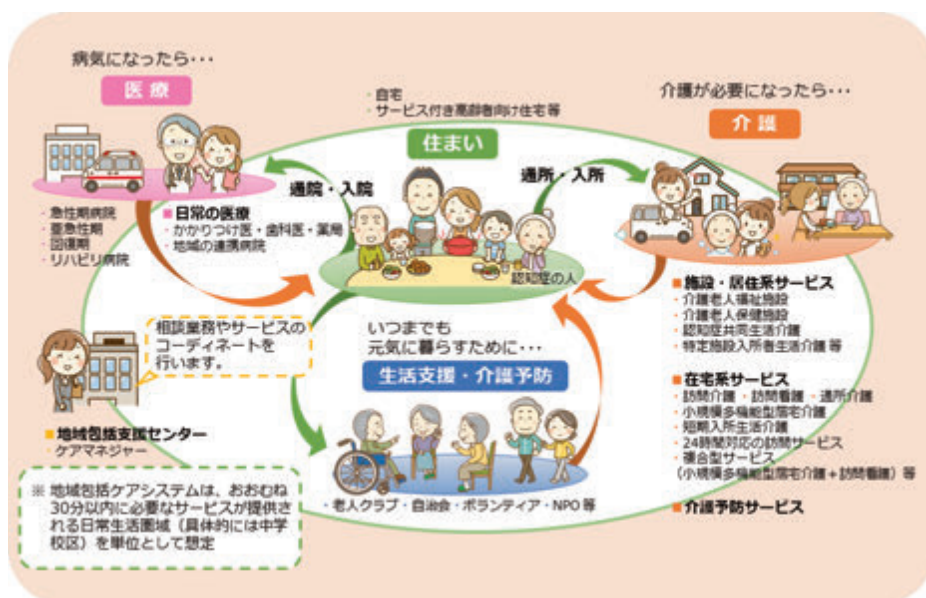 病気になったら・・・
医療
・急性期病院
・亜急性期
・回復期
・リハビリ病院
■日常の医療
・かかりつけ医・歯科医・薬局
・地域の連携病院
・自宅
・サービス付き高齢者向け住宅等
住まい
通院・入院
通所・入所
認知症の人
介護が必要になったら・・・
介護
■施設・居住系サービス
・介護老人福祉施設
・介護老人保健施設
・認知症共同生活介護
・特定施設入所者生活介護 等
■在宅系サービス
・訪問介護 ・訪問看護 ・通所介護
・小規模多機能型居宅介護
・短期入所生活介護
・24時間対応の訪問サービス
・複合型サービス
（小規模多機能型居宅介護＋訪問看護）等
■介護予防サービス
相談業務やサービスの
コーディネートを
行います。
■地域包括支援センター
・ケアマネジャー
いつまでも
元気に暮らすために・・・
生活支援・介護予防
・老人クラブ・自治会・ボランティア・NPO 等
※ 地域包括ケアシステムは、おおむね
30分以内に必要なサービスが提供さ
れる日常生活圏域（具体的には中学
校区）を単位として想定